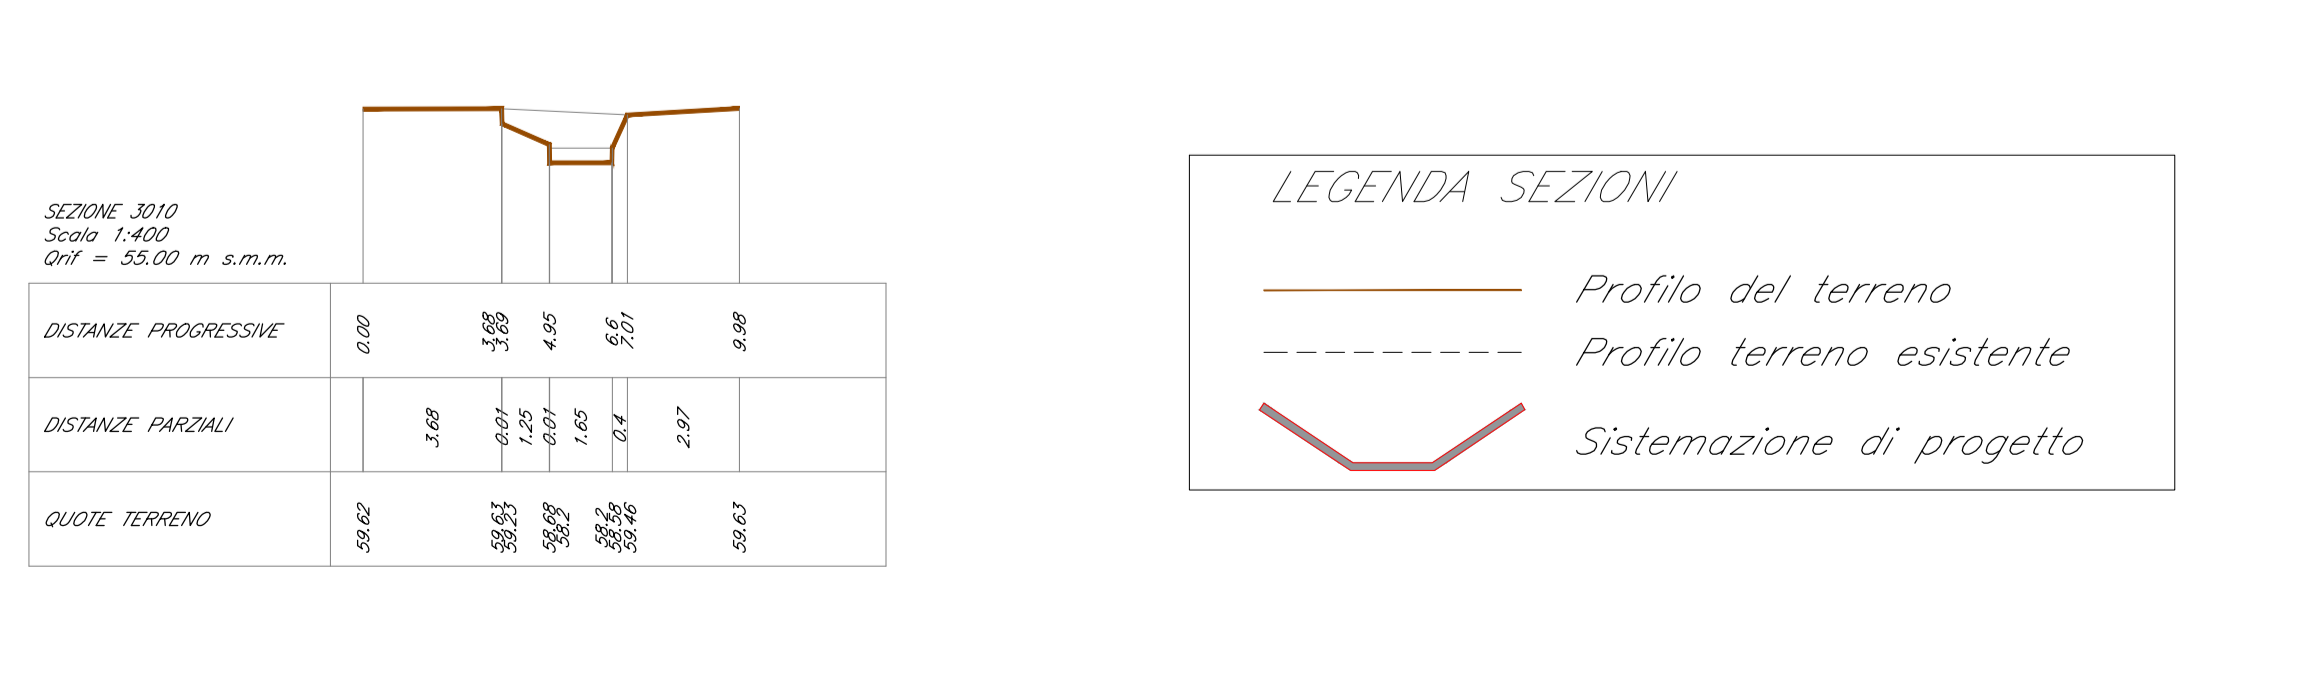 SEZIONE 3010
Scala 1:400
Qrif = 55.00 m s.m.m.
DISTANZE PROGRESSIVE
0.00 3.68 3.69 4.95 6.6 7.01 9.98
DISTANZE PARZIALI
3.68 0.01 1.25 0.01 1.65 0.4 2.97
QUOTE TERRENO
59.62 59.63 59.23 58.68 58.2 58.2 58.58 59.46 59.63
LEGENDA SEZIONI
Profilo del terreno
Profilo terreno esistente
Sistemazione di progetto